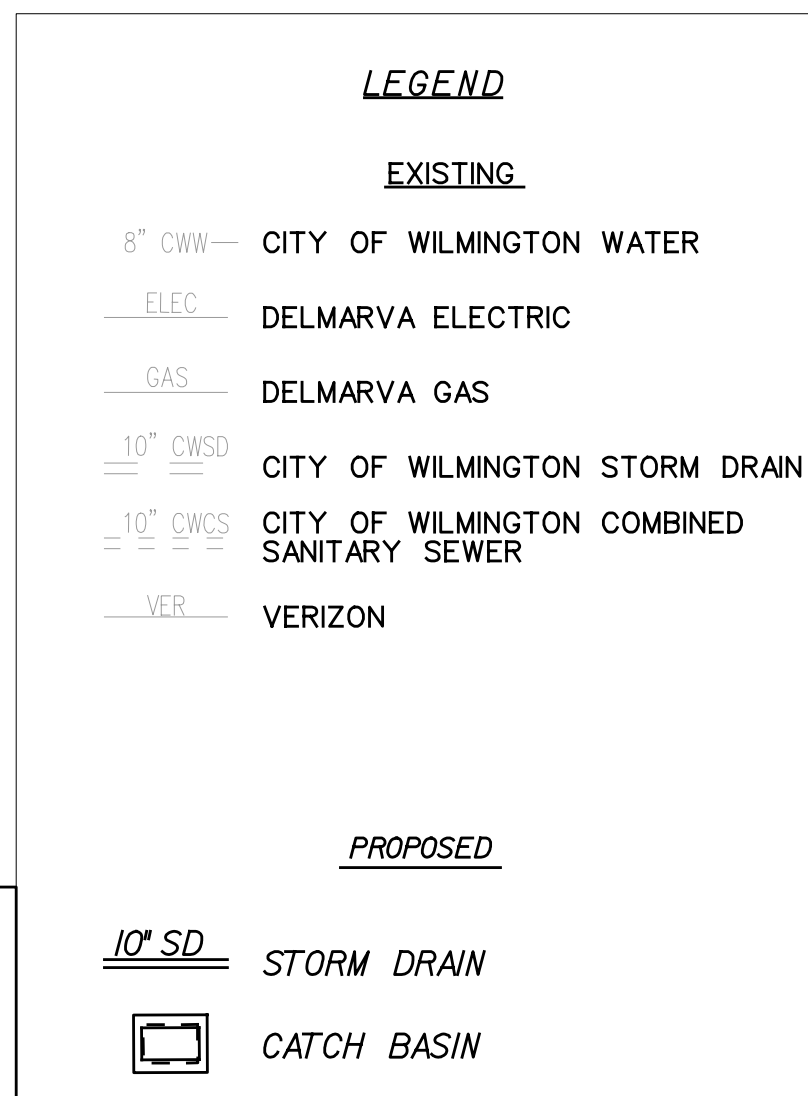 LEGEND
EXISTING
8" CWW CITY OF WILMINGTON WATER
ELEC DELMARVA ELECTRIC
GAS DELMARVA GAS
10" CWSD CITY OF WILMINGTON STORM DRAIN
10" CWCS CITY OF WILMINGTON COMBINED
SANITARY SEWER
VER VERIZON
PROPOSED
10" SD STORM DRAIN
CATCH BASIN